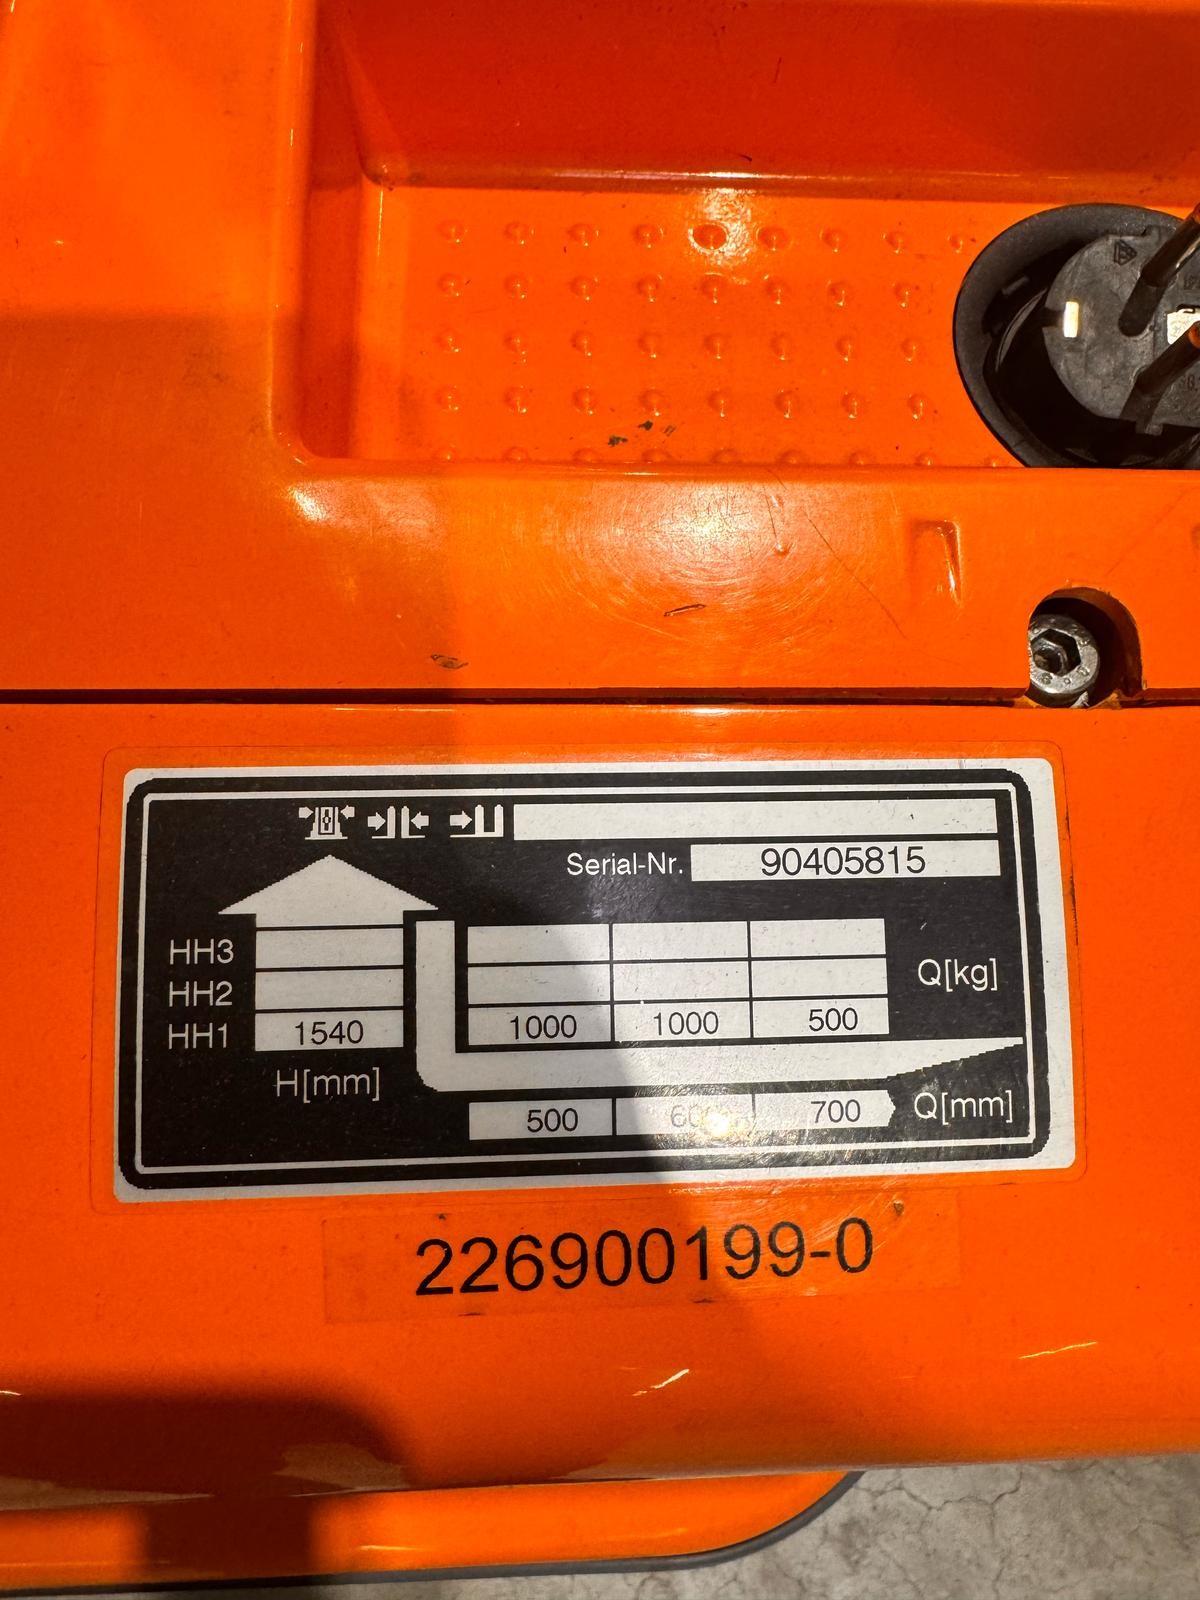 Serial-Nr. 90405815
HH3
HH2
Q[kg]
HH1 1540 1000 1000 500
H[mm]
500 700 Q[mm]
226900199-0